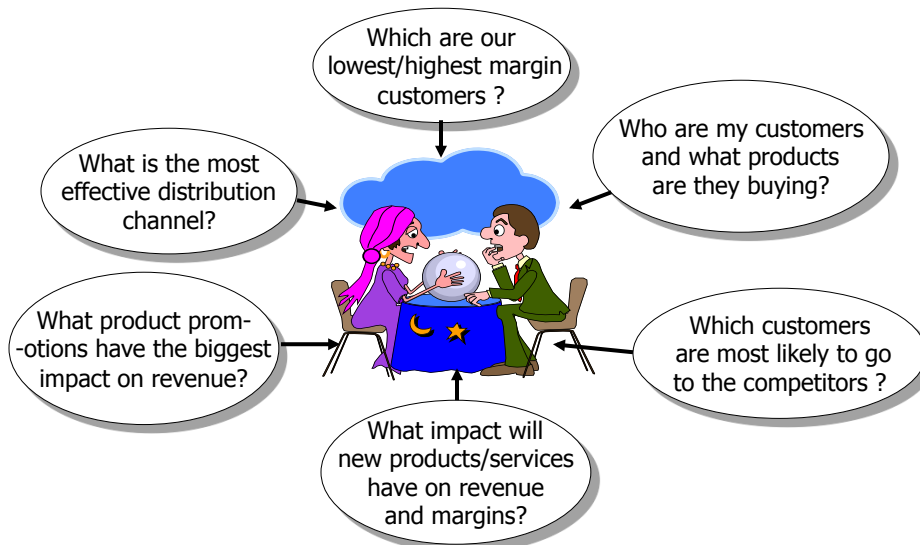 Which are our
lowest/highest margin
customers ?
Who are my customers
and what products
are they buying?
What is the most
effective distribution
channel?
What product prom-
-otions have the biggest
impact on revenue?
Which customers
are most likely to go
to the competitors ?
What impact will
new products/services
have on revenue
and margins?